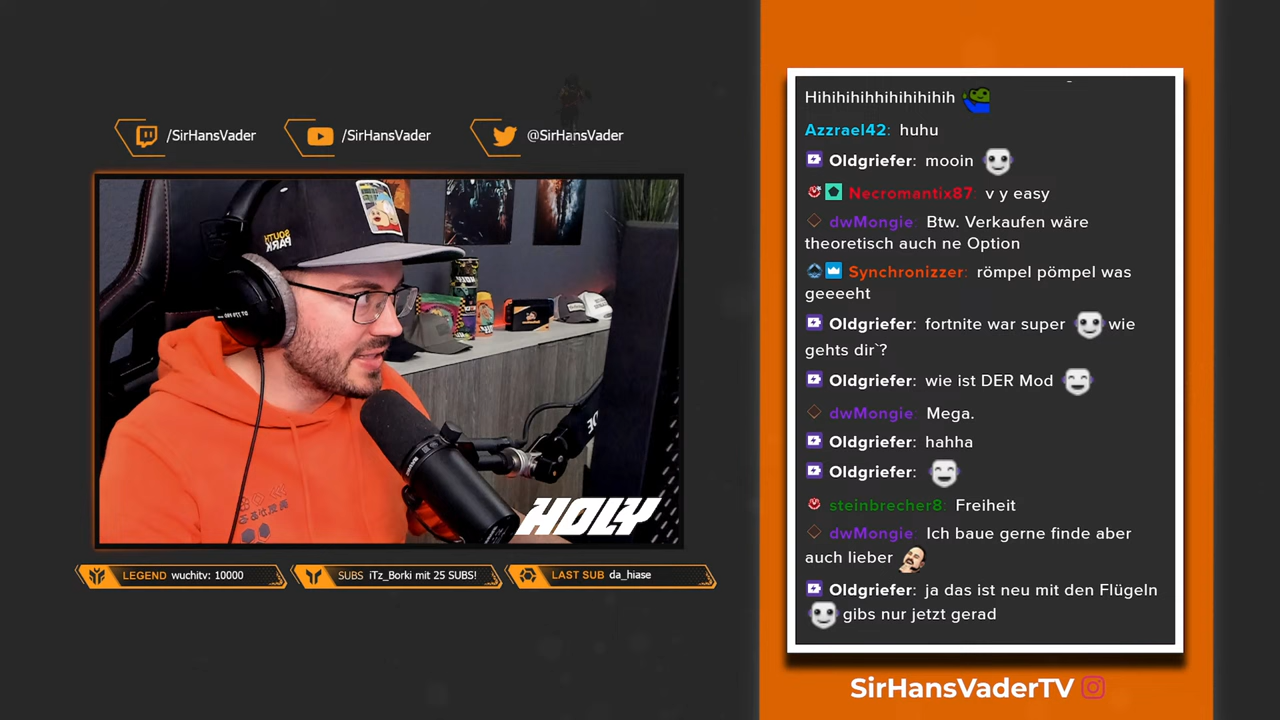 /SirHansVader
/SirHansVader
@SirHansVader
SOUTH
PARK
HOLY
LEGEND wuchitv: 10000
SUBS iTz_Borki mit 25 SUBS!
LAST SUB da_hiase
Hihihihihhihihihihih
Azzrael42: huhu
Oldgriefer: mooin
Necromantix87: v y easy
dwMongie: Btw. Verkaufen wäre
theoretisch auch ne Option
Synchronizzer: römpel pömpel was
geeeeht
Oldgriefer: fortnite war super wie
gehts dir`?
Oldgriefer: wie ist DER Mod
dwMongie: Mega.
Oldgriefer: hahha
Oldgriefer:
steinbrecher8: Freiheit
dwMongie: Ich baue gerne finde aber
auch lieber
Oldgriefer: ja das ist neu mit den Flügeln
gibs nur jetzt gerad
SirHansVaderTV